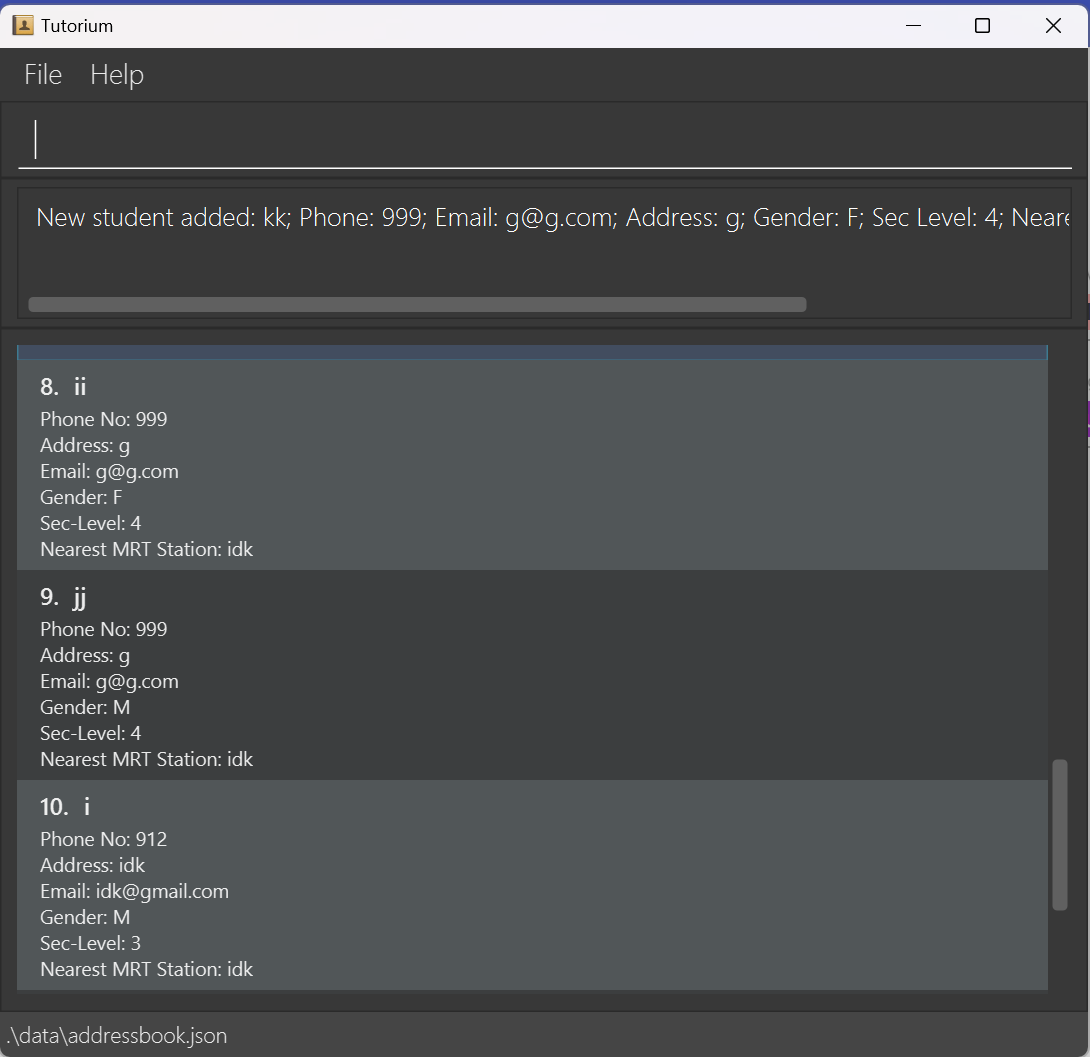 Tutorium
File Help
New student added: kk; Phone: 999; Email: g@g.com; Address: g; Gender: F; Sec Level: 4; Neare
8. ii
Phone No: 999
Address: g
Email: g@g.com
Gender: F
Sec-Level: 4
Nearest MRT Station: idk
9. jj
Phone No: 999
Address: g
Email: g@g.com
Gender: M
Sec-Level: 4
Nearest MRT Station: idk
10. i
Phone No: 912
Address: idk
Email: idk@gmail.com
Gender: M
Sec-Level: 3
Nearest MRT Station: idk
.\data\addressbook.json